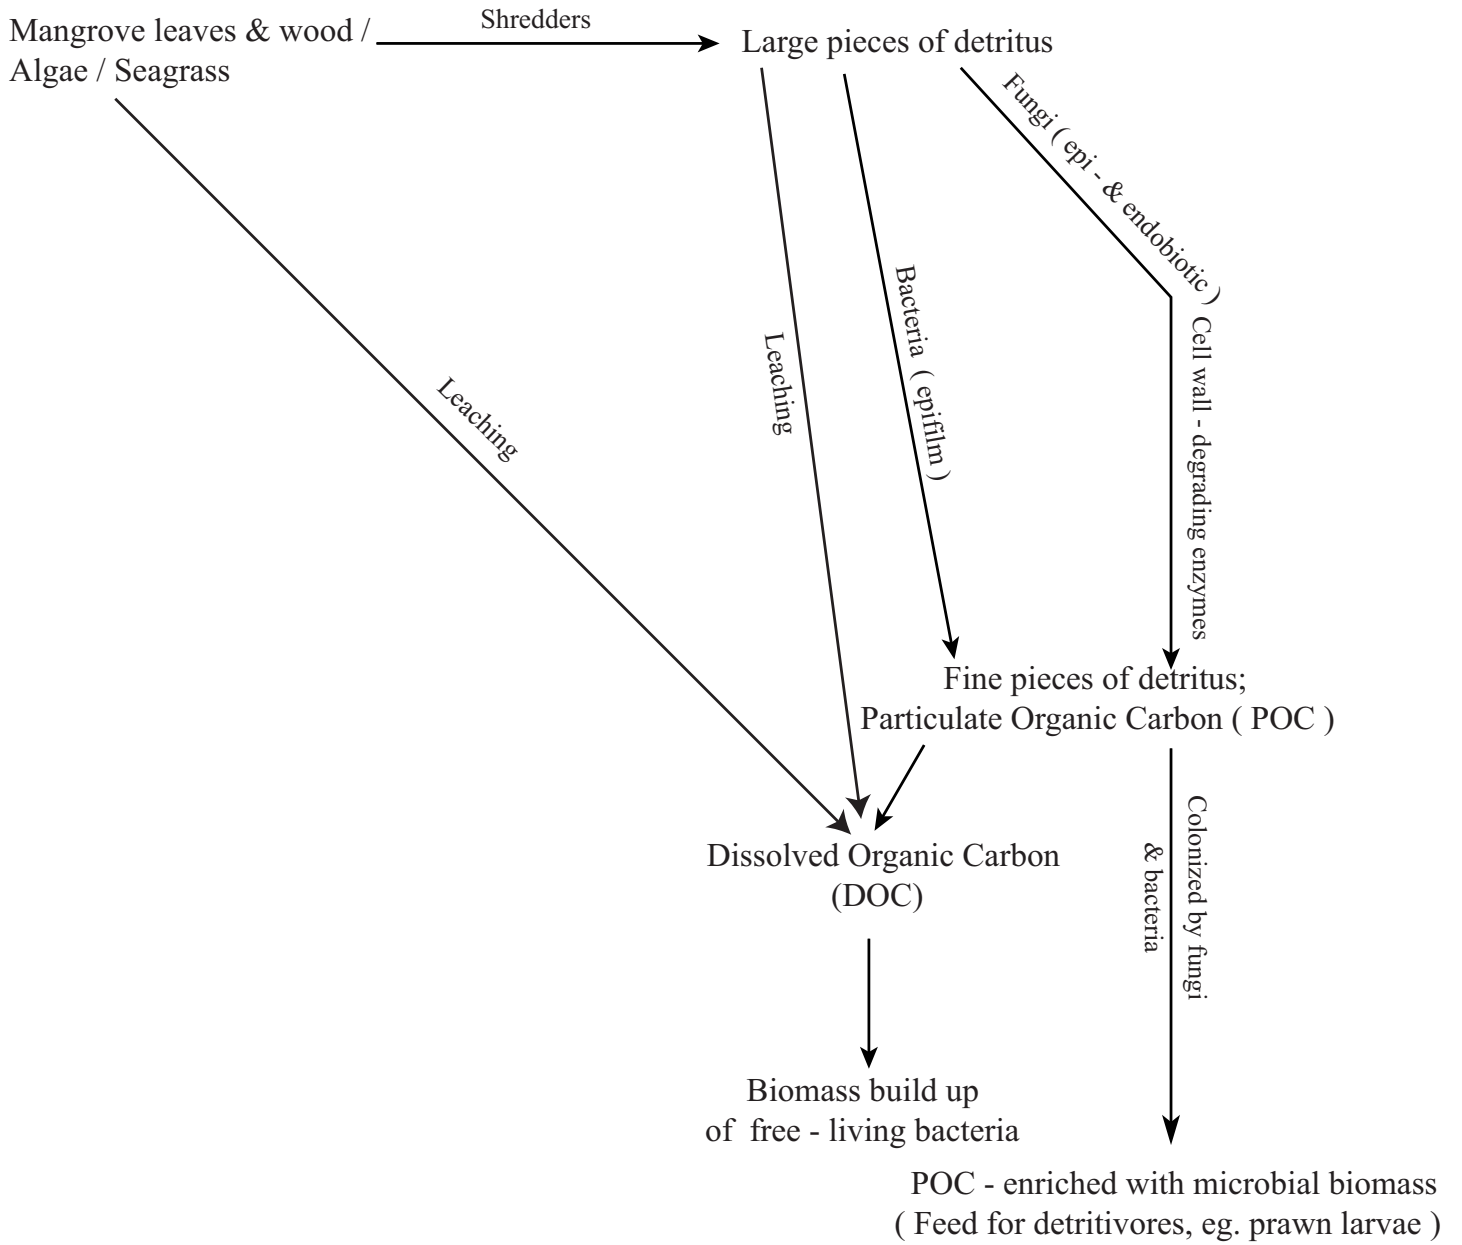 Mangrove leaves & wood /
Algae / Seagrass
Shredders
Large pieces of detritus
Fungi ( epi - & endobiotic )
Cell wall - degrading enzymes
Bacteria ( epifilm )
Leaching
Leaching
Fine pieces of detritus;
Particulate Organic Carbon ( POC )
Dissolved Organic Carbon
(DOC)
Colonized by fungi
& bacteria
Biomass build up
of free - living bacteria
POC - enriched with microbial biomass
( Feed for detritivores, eg. prawn larvae )